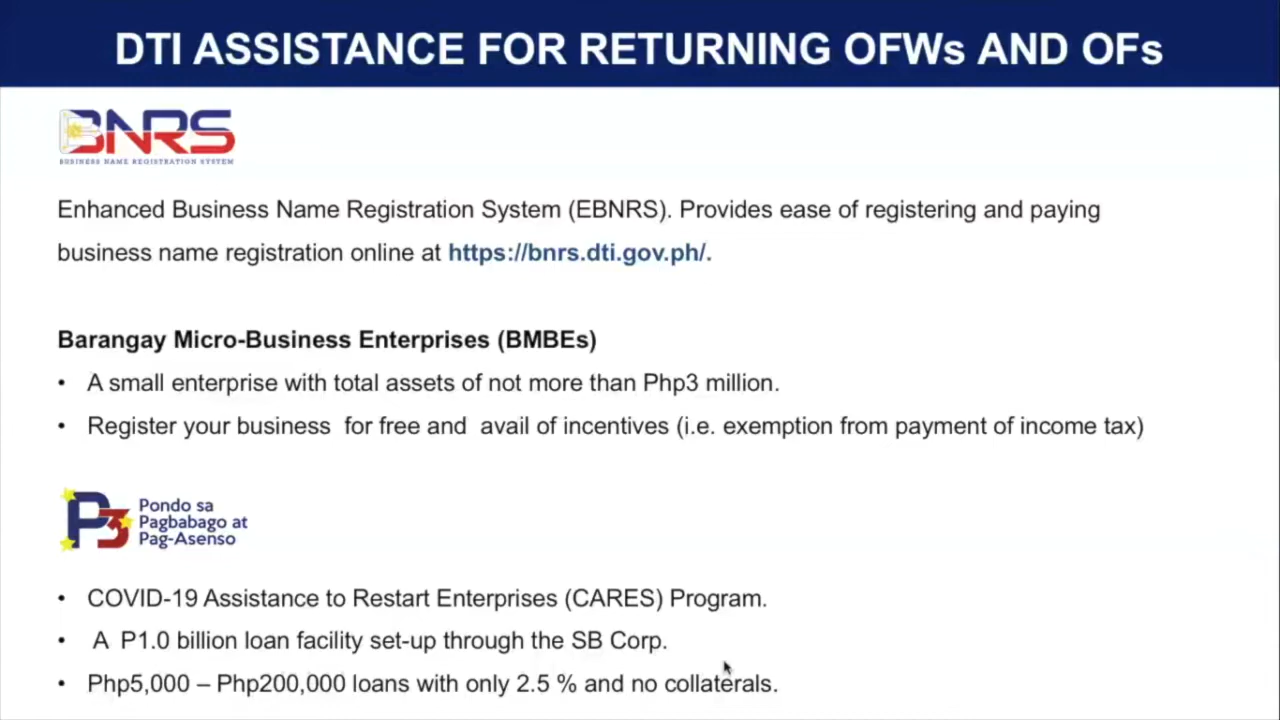 DTI ASSISTANCE FOR RETURNING OFWs AND OFs
BNRS
BUSINESS NAME REGISTRATION SYSTEM
Enhanced Business Name Registration System (EBNRS). Provides ease of registering and paying
business name registration online at https://bnrs.dti.gov.ph/.
Barangay Micro-Business Enterprises (BMBEs)
• A small enterprise with total assets of not more than Php3 million.
• Register your business for free and avail of incentives (i.e. exemption from payment of income tax)
P3
Pondo sa
Pagbabago at
Pag-Asenso
• COVID-19 Assistance to Restart Enterprises (CARES) Program.
• A P1.0 billion loan facility set-up through the SB Corp.
• Php5,000 – Php200,000 loans with only 2.5 % and no collaterals.